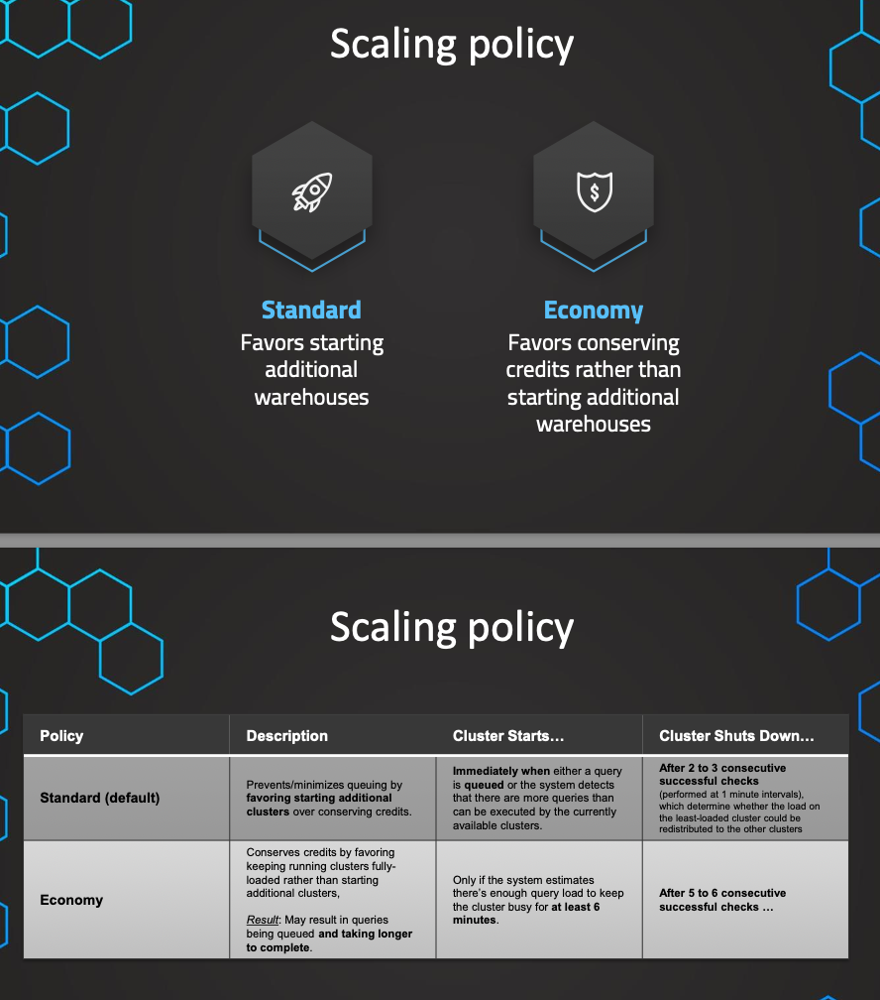 Scaling policy
$
Standard
Favors starting
additional
warehouses
Economy
Favors conserving
credits rather than
starting additional
warehouses
Scaling policy
Policy
Description
Cluster Starts…
Cluster Shuts Down…
Standard (default)
Prevents/minimizes queuing by
favoring starting additional
clusters over conserving credits.
Immediately when either a query
is queued or the system detects
that there are more queries than
can be executed by the currently
available clusters.
After 2 to 3 consecutive
successful checks
(performed at 1 minute intervals),
which determine whether the load on
the least-loaded cluster could be
redistributed to the other clusters
Economy
Conserves credits by favoring
keeping running clusters fully-
loaded rather than starting
additional clusters,
Result: May result in queries
being queued and taking longer
to complete.
Only if the system estimates
there's enough query load to keep
the cluster busy for at least 6
minutes.
After 5 to 6 consecutive
successful checks …